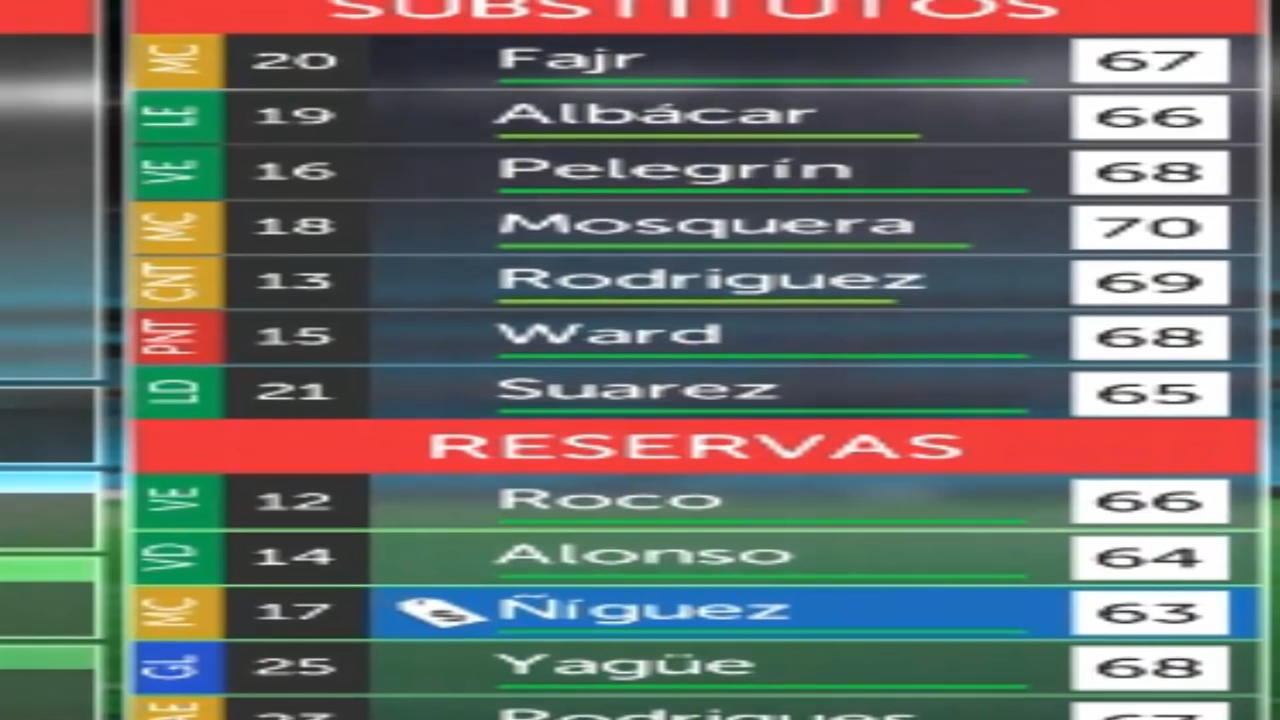 SUBSTITUTOS
MC 20 Fajr 67
LE 19 Albácar 66
VE 16 Pelegrín 68
MC 18 Mosquera 70
CNT 13 Rodriguez 69
PNT 15 Ward 68
LD 21 Suarez 65
RESERVAS
VE 12 Roco 66
VD 14 Alonso 64
MC 17 Ñíguez 63
GL 25 Yagüe 68
Rodrigues